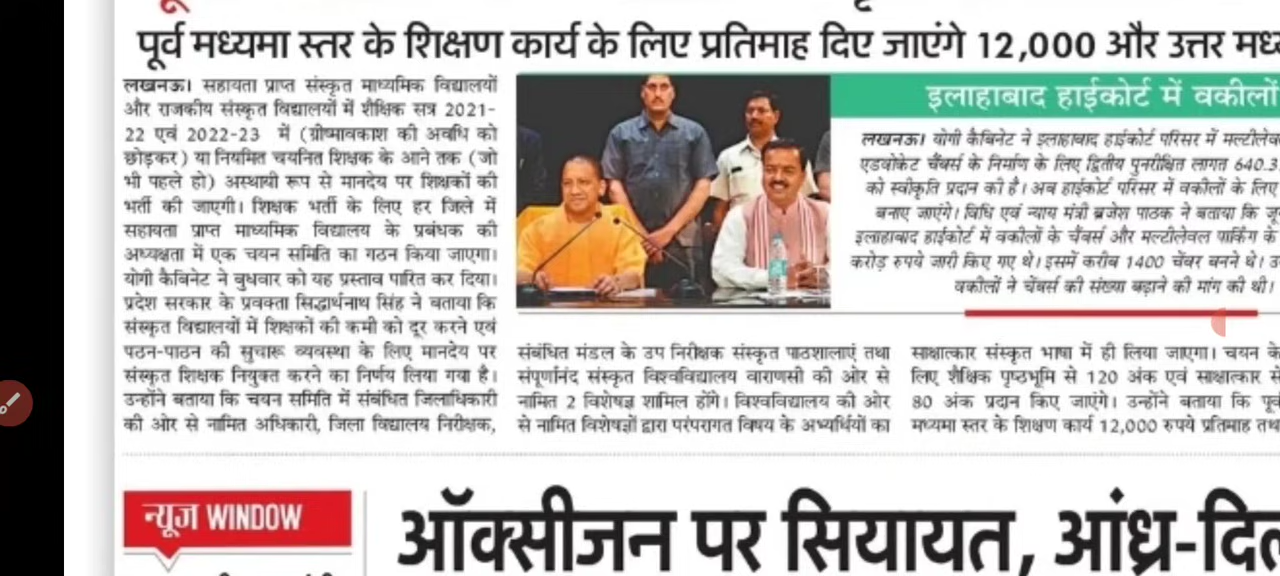 पूर्व मध्यमा स्तर के शिक्षण कार्य के लिए प्रतिमाह दिए जाएंगे 12,000 और उत्तर
लखनऊ। सहायता प्राप्त संस्कृत माध्यमिक विद्यालयों
और राजकीय संस्कृत विद्यालयों में शैक्षिक सत्र 2021-
22 एवं 2022-23 में (ग्रीष्मावकाश की अवधि को
छोड़कर) या नियमित चयनित शिक्षक के आने तक (जो
भी पहले हो) अस्थायी रूप से मानदेय पर शिक्षकों की
भर्ती की जाएगी। शिक्षक भर्ती के लिए हर जिले में
सहायता प्राप्त माध्यमिक विद्यालय के प्रबंधक की
अध्यक्षता में एक चयन समिति का गठन किया जाएगा।
योगी कैबिनेट ने बुधवार को यह प्रस्ताव पारित कर दिया।
प्रदेश सरकार के प्रवक्ता सिद्धार्थनाथ सिंह ने बताया कि
संस्कृत विद्यालयों में शिक्षकों की कमी को दूर करने एवं
पठन-पाठन की सुचारू व्यवस्था के लिए मानदेय पर
संस्कृत शिक्षक नियुक्त करने का निर्णय लिया गया है।
उन्होंने बताया कि चयन समिति में संबंधित जिलाधिकारी
की ओर से नामित अधिकारी, जिला विद्यालय निरीक्षक,
इलाहाबाद हाईकोर्ट में वकीलों
लखनऊ। योगी कैबिनेट ने इलाहाबाद हाईकोर्ट परिसर में
एडवोकेट चैंबर्स के निर्माण के लिए द्वितीय पुनरीक्षित लागत 640.3
को स्वीकृति प्रदान की है। अब हाईकोर्ट परिसर में वकीलों के लिए
बनाए जाएंगे। विधि एवं न्याय मंत्री ब्रजेश पाठक ने बताया कि
इलाहाबाद हाईकोर्ट में वकीलों के चैंबर्स और मल्टीलेवल पार्किंग के
करोड़ रुपये जारी किए गए थे। इसमें करीब 1400 चेंबर बनने थे।
वकीलों ने चेंबर्स की संख्या बढ़ाने की मांग की थी।
संबंधित मंडल के उप निरीक्षक संस्कृत पाठशालाएं तथा
संपूर्णानंद संस्कृत विश्वविद्यालय वाराणसी की ओर से
नामित 2 विशेषज्ञ शामिल होंगे। विश्वविद्यालय की ओर
से नामित विशेषज्ञों द्वारा परंपरागत विषय के अभ्यर्थियों का
साक्षात्कार संस्कृत भाषा में ही लिया जाएगा। चयन के
लिए शैक्षिक पृष्ठभूमि से 120 अंक एवं साक्षात्कार से
80 अंक प्रदान किए जाएंगे। उन्होंने बताया कि पूर्व
मध्यमा स्तर के शिक्षण कार्य 12,000 रुपये प्रतिमाह तथा
न्यूज WINDOW
ऑक्सीजन पर सियायत, आंध्र-